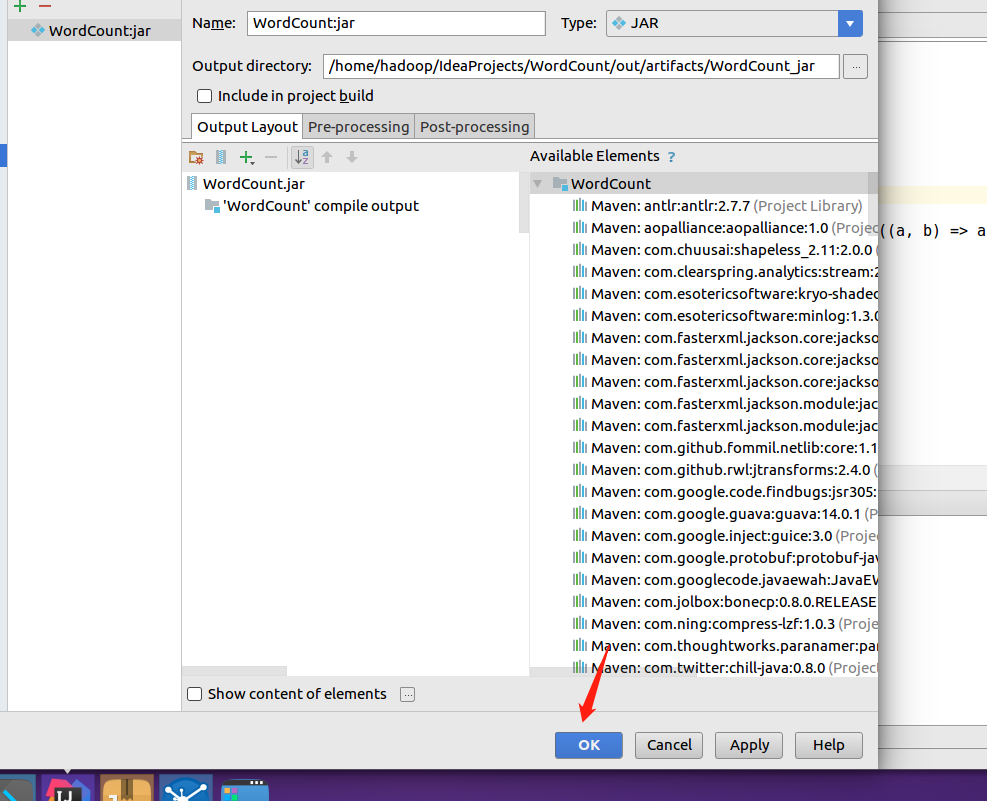 WordCount:jar
Name: WordCount:jar Type: JAR
Output directory: /home/hadoop/IdeaProjects/WordCount/out/artifacts/WordCount_jar ...
Include in project build
Output Layout Pre-processing Post-processing
Available Elements ?
WordCount.jar
'WordCount' compile output
WordCount
Maven: antlr:antlr:2.7.7 (Project Library)
Maven: aopalliance:aopalliance:1.0 (Projec
Maven: com.chuusai:shapeless_2.11:2.0.0 (
Maven: com.clearspring.analytics:stream:2
Maven: com.esotericsoftware:kryo-shaded
Maven: com.esotericsoftware:minlog:1.3.0
Maven: com.fasterxml.jackson.core:jackso
Maven: com.fasterxml.jackson.core:jackso
Maven: com.fasterxml.jackson.core:jackso
Maven: com.fasterxml.jackson.module:jac
Maven: com.fasterxml.jackson.module:jac
Maven: com.github.fommil.netlib:core:1.1
Maven: com.github.rwl:jtransforms:2.4.0 (
Maven: com.google.code.findbugs:jsr305:
Maven: com.google.guava:guava:14.0.1 (P
Maven: com.google.inject:guice:3.0 (Proje
Maven: com.google.protobuf:protobuf-jav
Maven: com.googlecode.javaewah:JavaEW
Maven: com.jolbox:bonecp:0.8.0.RELEASE
Maven: com.ning:compress-lzf:1.0.3 (Proje
Maven: com.thoughtworks.paranamer:par
Maven: com.twitter:chill-java:0.8.0 (Project
((a, b) => a
Show content of elements ...
OK Cancel Apply Help
IJ